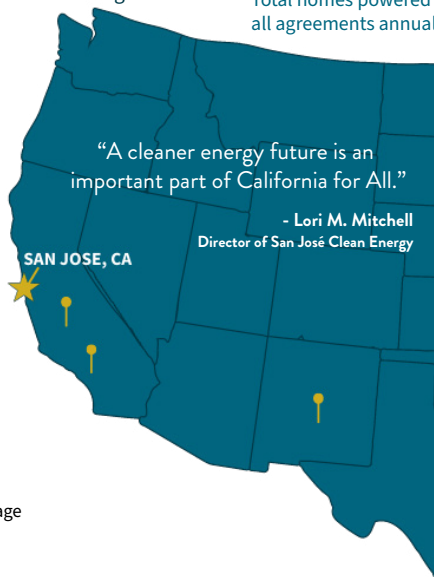 Total homes powered
all agreements annual
“A cleaner energy future is an
important part of California for All.”
- Lori M. Mitchell
Director of San José Clean Energy
SAN JOSE, CA